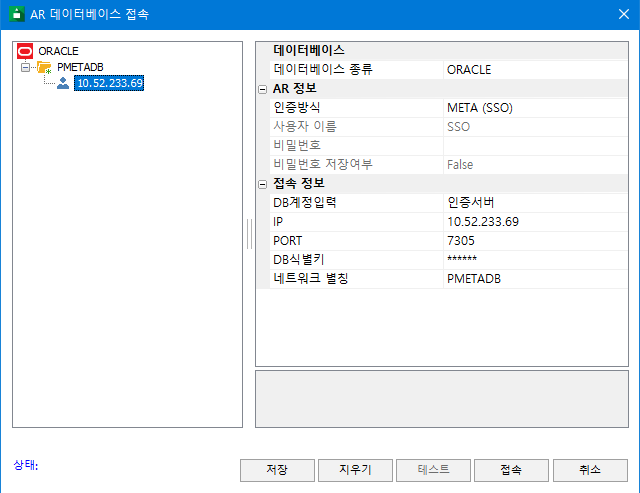 AR 데이터베이스 접속
ORACLE
PMETADB
10.52.233.69
데이터베이스
데이터베이스 종류 ORACLE
AR 정보
인증방식 META (SSO)
사용자 이름 SSO
비밀번호
비밀번호 저장여부 False
접속 정보
DB계정입력 인증서버
IP 10.52.233.69
PORT 7305
DB식별키 ******
네트워크 별칭 PMETADB
상태:
저장 지우기 테스트 접속 취소